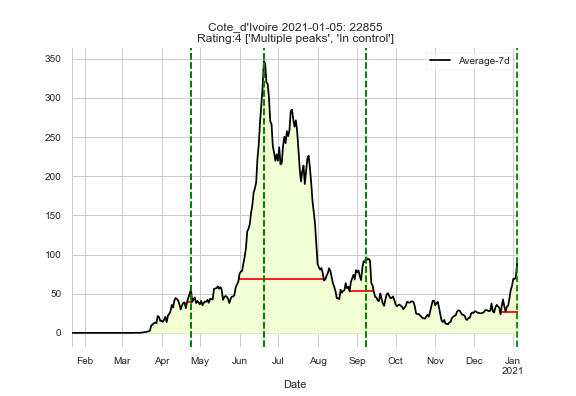 Cote_d'Ivoire 2021-01-05: 22855
Rating:4 ['Multiple peaks', 'In control']
Average-7d
350
300
250
200
150
100
50
0
Feb Mar Apr May Jun Jul Aug Sep Oct Nov Dec Jan
2021
Date